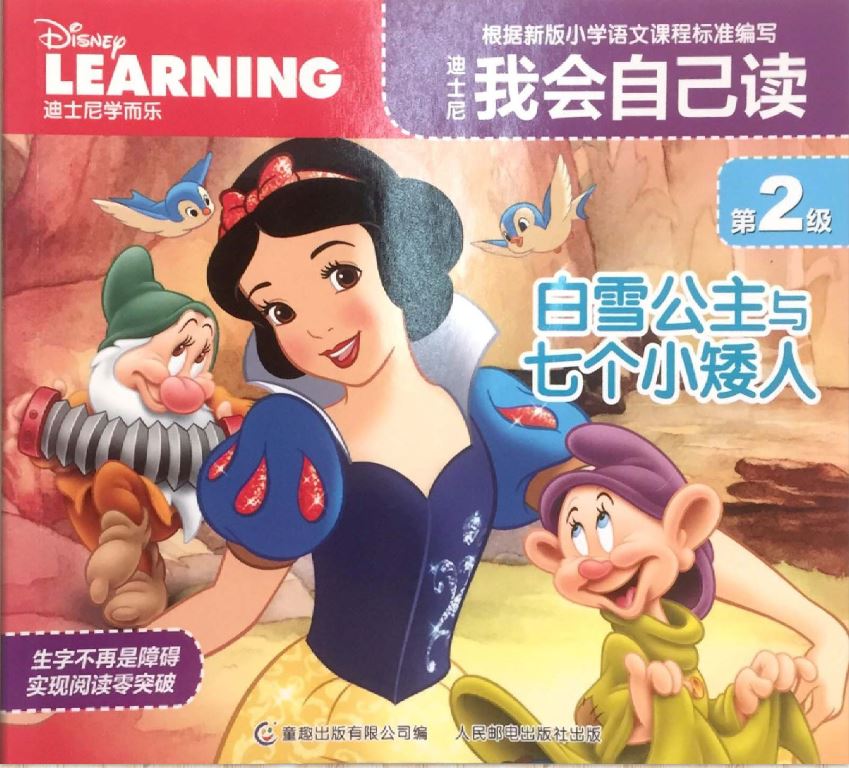 Disney
LEARNING
迪士尼学而乐
根据新版小学语文课程标准编写
迪士尼
我会自己读
第2级
白雪公主与
七个小矮人
生字不再是障碍
实现阅读零突破
童趣出版有限公司编 人民邮电出版社出版